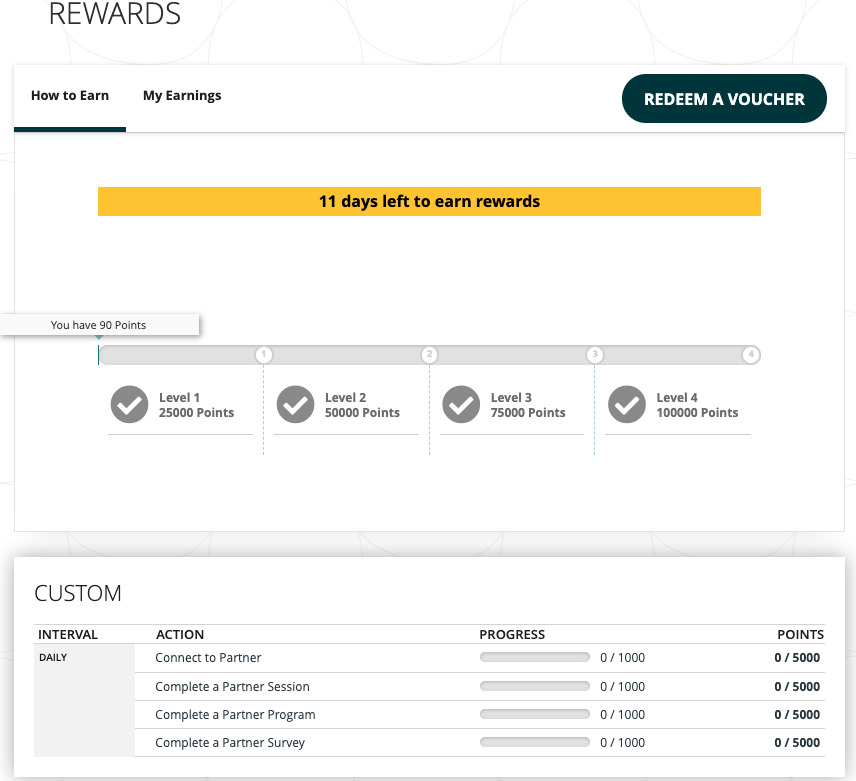 REWARDS
How to Earn
My Earnings
REDEEM A VOUCHER
11 days left to earn rewards
You have 90 Points
1
2
3
4
Level 1
25000 Points
Level 2
50000 Points
Level 3
75000 Points
Level 4
100000 Points
CUSTOM
INTERVAL ACTION PROGRESS POINTS
DAILY Connect to Partner 0 / 1000 0 / 5000
Complete a Partner Session 0 / 1000 0 / 5000
Complete a Partner Program 0 / 1000 0 / 5000
Complete a Partner Survey 0 / 1000 0 / 5000